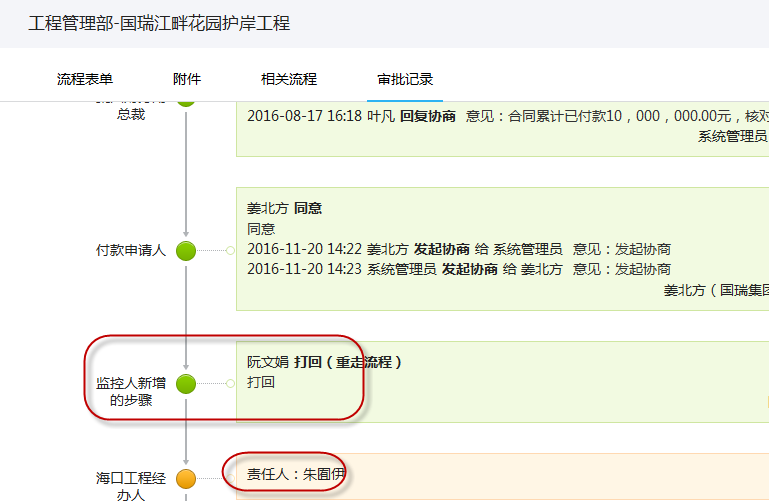 工程管理部-国瑞江畔花园护岸工程
流程表单 附件 相关流程 审批记录
总裁
2016-08-17 16:18 叶凡 回复协商 意见：合同累计已付款10，000，000.00元，核对
系统管理员
付款申请人
姜北方 同意
同意
2016-11-20 14:22 姜北方 发起协商 给 系统管理员 意见：发起协商
2016-11-20 14:23 系统管理员 发起协商 给 姜北方 意见：发起协商
姜北方（国瑞集团
监控人新增
的步骤
阮文娟 打回（重走流程）
打回
海口工程经
办人
责任人：朱囿伊